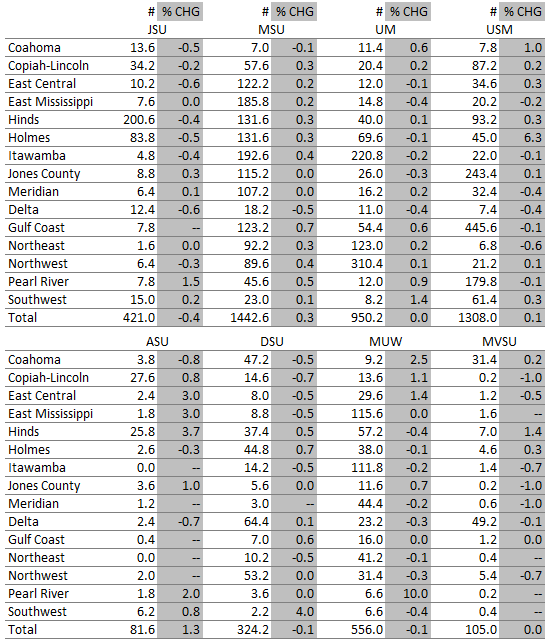 # % CHG # % CHG # % CHG # % CHG
JSU MSU UM USM
Coahoma 13.6 -0.5 7.0 -0.1 11.4 0.6 7.8 1.0
Copiah-Lincoln 34.2 -0.2 57.6 0.3 20.4 0.2 87.2 0.2
East Central 10.2 -0.6 122.2 0.2 12.0 -0.1 34.6 0.3
East Mississippi 7.6 0.0 185.8 0.2 14.8 -0.4 20.2 -0.2
Hinds 200.6 -0.4 131.6 0.3 40.0 0.1 93.2 0.3
Holmes 83.8 -0.5 131.6 0.3 69.6 -0.1 45.0 6.3
Itawamba 4.8 -0.4 192.6 0.4 220.8 -0.2 22.0 -0.1
Jones County 8.8 0.3 115.2 0.0 26.0 -0.3 243.4 0.1
Meridian 6.4 0.1 107.2 0.0 16.2 0.2 32.4 -0.4
Delta 12.4 -0.6 18.2 -0.5 11.0 -0.4 7.4 -0.4
Gulf Coast 7.8 -- 123.2 0.7 54.4 0.6 445.6 -0.1
Northeast 1.6 0.0 92.2 0.3 123.0 0.2 6.8 -0.6
Northwest 6.4 -0.3 89.6 0.4 310.4 0.1 21.2 0.1
Pearl River 7.8 1.5 45.6 0.5 12.0 0.9 179.8 -0.1
Southwest 15.0 0.2 23.0 0.1 8.2 1.4 61.4 0.3
Total 421.0 -0.4 1442.6 0.3 950.2 0.0 1308.0 0.1
ASU DSU MUW MVSU
Coahoma 3.8 -0.8 47.2 -0.5 9.2 2.5 31.4 0.2
Copiah-Lincoln 27.6 0.8 14.6 -0.7 13.6 1.1 0.2 -1.0
East Central 2.4 3.0 8.0 -0.5 29.6 1.4 1.2 -0.5
East Mississippi 1.8 3.0 8.8 -0.5 115.6 0.0 1.6 --
Hinds 25.8 3.7 37.4 0.5 57.2 -0.4 7.0 1.4
Holmes 2.6 -0.3 44.8 0.7 38.0 -0.1 4.6 0.3
Itawamba 0.0 -- 14.2 -0.5 111.8 -0.2 1.4 -0.7
Jones County 3.6 1.0 5.6 0.0 11.6 0.7 0.2 -1.0
Meridian 1.2 -- 3.0 -- 44.4 -0.2 0.6 -1.0
Delta 2.4 -0.7 64.4 0.1 23.2 -0.3 49.2 -0.1
Gulf Coast 0.4 -- 7.0 0.6 16.0 0.0 1.2 0.0
Northeast 0.0 -- 10.2 -0.5 41.2 -0.1 0.4 --
Northwest 2.0 -- 53.2 0.0 31.4 -0.3 5.4 -0.7
Pearl River 1.8 2.0 3.6 0.0 6.6 10.0 0.2 --
Southwest 6.2 0.8 2.2 4.0 6.6 -0.4 0.4 --
Total 81.6 1.3 324.2 -0.1 556.0 -0.1 105.0 0.0